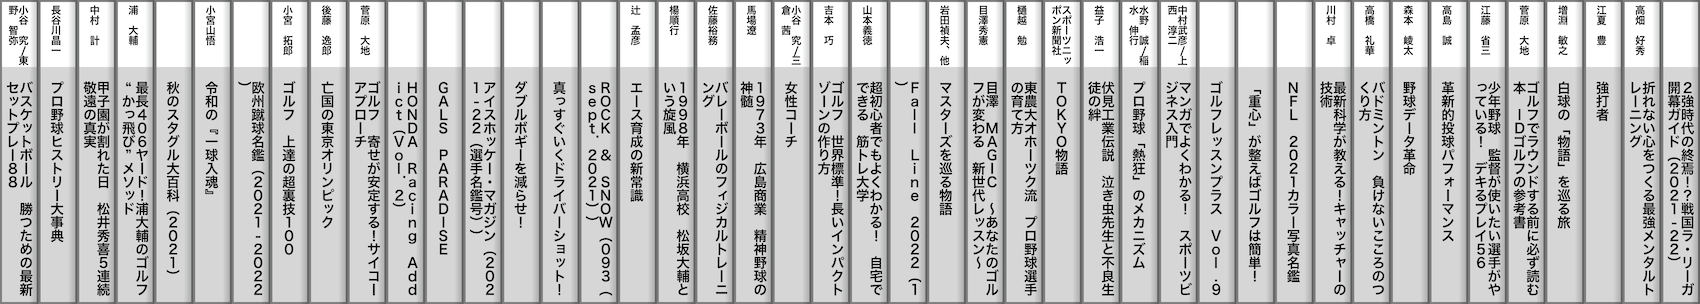 2強時代の終焉!?戦国ラ・リーガ
開幕ガイド(2021-22)
高畑 好秀
折れない心をつくる最強メンタルト
レーニング
江夏 豊
強打者
増淵 敏之
白球の「物語」を巡る旅
菅原 大地
ゴルフでラウンドする前に必ず読む
本 ーDゴルフの参考書
江藤 省三
少年野球 監督が使いたい選手がや
っている! デキるプレイ56
高島 誠
革新的投球パフォーマンス
森本 崚太
野球データ革命
高橋 礼華
バドミントン 負けないこころのつ
くり方
川村 卓
最新科学が教える!キャッチャーの
技術
NFL 2021カラー写真名鑑
「重心」が整えばゴルフは簡単!
ゴルフレッスンプラス Vol.9
中村武彦/上
西 淳二
マンガでよくわかる! スポーツビ
ジネス入門
水野 誠/稲
水 伸行
プロ野球「熱狂」のメカニズム
益子 浩一
伏見工業伝説 泣き虫先生と不良生
徒の絆
スポーツニッ
ポン新聞社
TOKYO物語
樋越 勉
東農大オホーツク流 プロ野球選手
の育て方
目澤秀憲
目澤 MAGIC ~あなたのゴル
フが変わる 新世代レッスン~
岩田禎夫、他
マスターズを巡る物語
Fall Line 2022(1
)
山本義徳
超初心者でもよくわかる! 自宅で
できる 筋トレ大学
吉本 巧
ゴルフ 世界標準!長いインパクト
ゾーンの作り方
小谷 究/三
倉 茜
女性コーチ
馬場遼
1973年 広島商業 精神野球の
神髄
佐藤裕務
バレーボールのフィジカルトレーニ
ング
楊順行
1998年 横浜高校 松坂大輔と
いう旋風
辻 孟彦
エース育成の新常識
ROCK & SNOW(093(
sept.2021))
真っすぐいくドライバーショット!
ダブルボギーを減らせ!
アイスホッケー・マガジン(202
1-22(選手名鑑号))
GALS PARADISE
HONDA Racing Add
ict(Vol.2)
菅原 大地
ゴルフ 寄せが安定する!サイコー
アプローチ
後藤 逸郎
亡国の東京オリンピック
小宮 拓郎
ゴルフ 上達の超裏技100
欧州蹴球名鑑(2021-2022
)
小宮山悟
令和の『一球入魂』
秋のスタグル大百科(2021)
浦 大輔
最長406ヤード!浦大輔のゴルフ
“かっ飛び”メソッド
中村 計
甲子園が割れた日 松井秀喜5連続
敬遠の真実
長谷川晶一
プロ野球ヒストリー大事典
小谷 究/東
野 智弥
バスケットボール 勝つための最新
セットプレー88